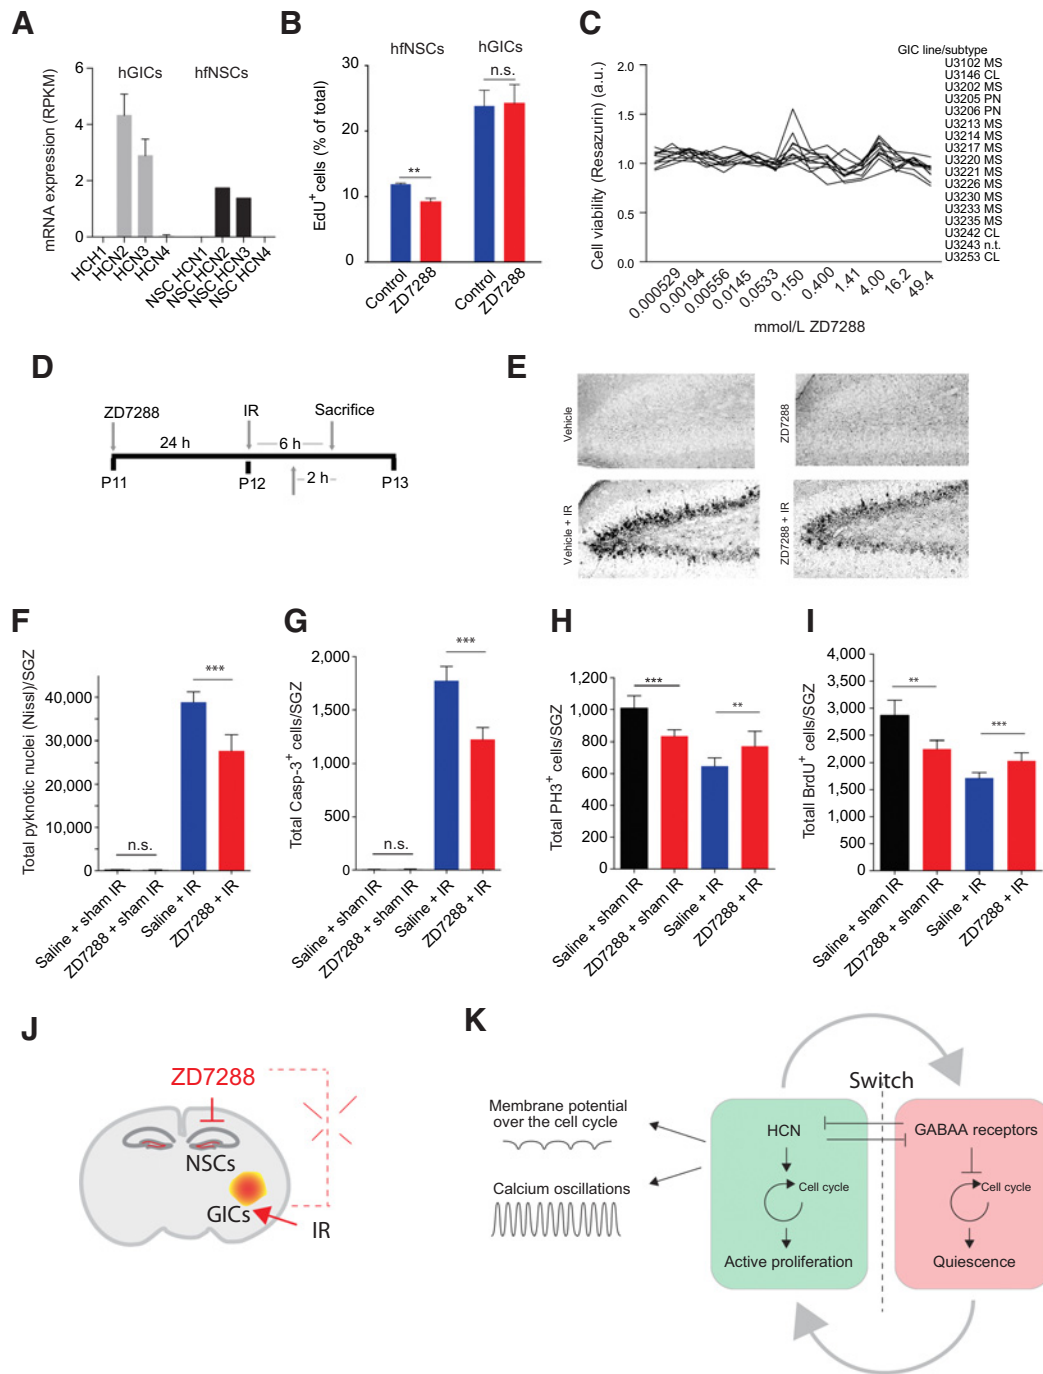 A
mRNA expression (RPKM)
6
4
2
0
hGICs
hfNSCs
HCH1
HCN2
HCN3
HCN4
NSC HCN1
NSC HCN2
NSC HCN3
NSC HCN4
B
EdU+ cells (% of total)
30
20
10
0
hfNSCs
hGICs
**
n.s.
Control
ZD7288
Control
ZD7288
C
Cell viability (Resazurin) (a.u.)
2.0
1.5
1.0
0.5
0.0
0.000529
0.00194
0.00556
0.0145
0.0533
0.150
0.400
1.41
4.00
16.2
49.4
mmol/L ZD7288
GIC line/subtype
U3102 MS
U3146 CL
U3202 MS
U3205 PN
U3206 PN
U3213 MS
U3214 MS
U3217 MS
U3220 MS
U3221 MS
U3226 MS
U3230 MS
U3233 MS
U3235 MS
U3242 CL
U3243 n.t.
U3253 CL
D
ZD7288
IR
Sacrifice
24 h
6 h
P11
P12
2 h
P13
E
Vehicle
ZD7288
Vehicle + IR
ZD7288 + IR
F
Total pyknotic nuclei (Nissl)/SGZ
40,000
30,000
20,000
10,000
0
n.s.
***
Saline + sham IR
ZD7288 + sham IR
Saline + IR
ZD7288 + IR
G
Total Casp-3+ cells/SGZ
2,000
1,500
1,000
500
0
n.s.
***
Saline + sham IR
ZD7288 + sham IR
Saline + IR
ZD7288 + IR
H
Total PH3+ cells/SGZ
1,200
1,000
800
600
400
200
0
***
**
Saline + sham IR
ZD7288 + sham IR
Saline + IR
ZD7288 + IR
I
Totall BrdU+ cells/SGZ
4,000
3,500
3,000
2,500
2,000
1,500
1,000
500
0
**
***
Saline + sham IR
ZD7288 + sham IR
Saline + IR
ZD7288 + IR
J
ZD7288
NSCs
GICs
IR
K
Switch
Membrane potential
over the cell cycle
Calcium oscillations
HCN
Cell cycle
Active proliferation
GABAA receptors
Cell cycle
Quiescence